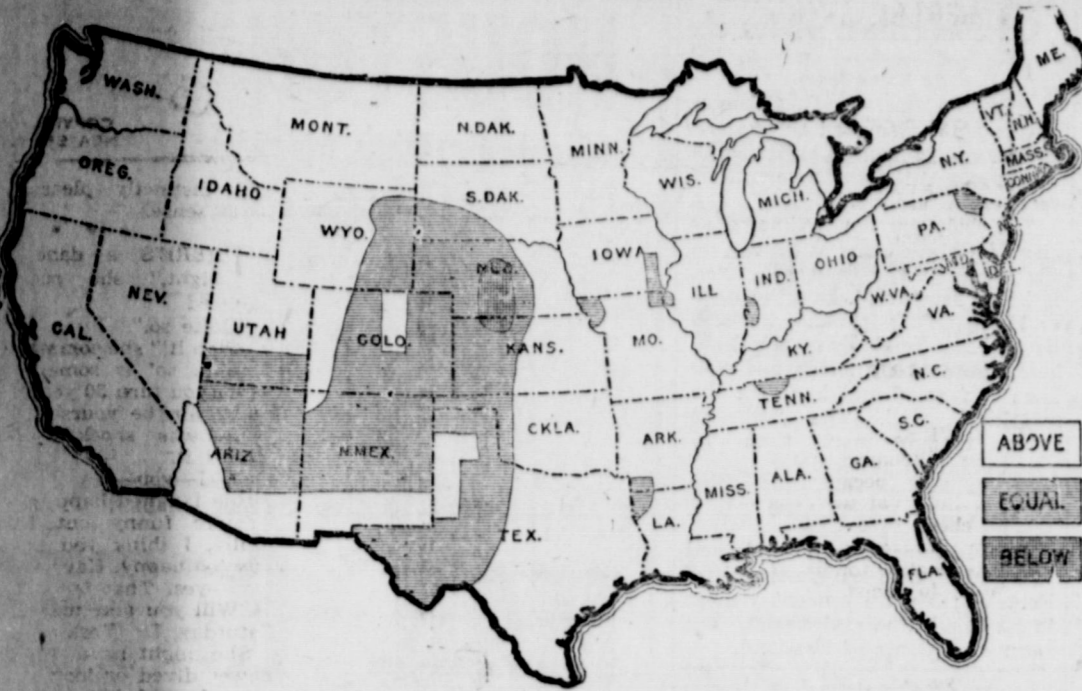 WASH.
MONT.
N.DAK.
MINN.
ME.
VT.
N.H.
OREG.
IDAHO
WYO.
S.DAK.
WIS.
MICH.
N.Y.
MASS.
CONN.
NEV.
UTAH
COLO.
NEB.
IOWA
ILL
IND.
OHIO
PA.
W.VA.
VA.
CAL.
KANS.
MO.
KY.
N.C.
ARIZ.
N.MEX.
OKLA.
ARK.
TENN.
S.C.
TEX.
LA.
MISS.
ALA.
GA.
FLA.
ABOVE
EQUAL
BELOW